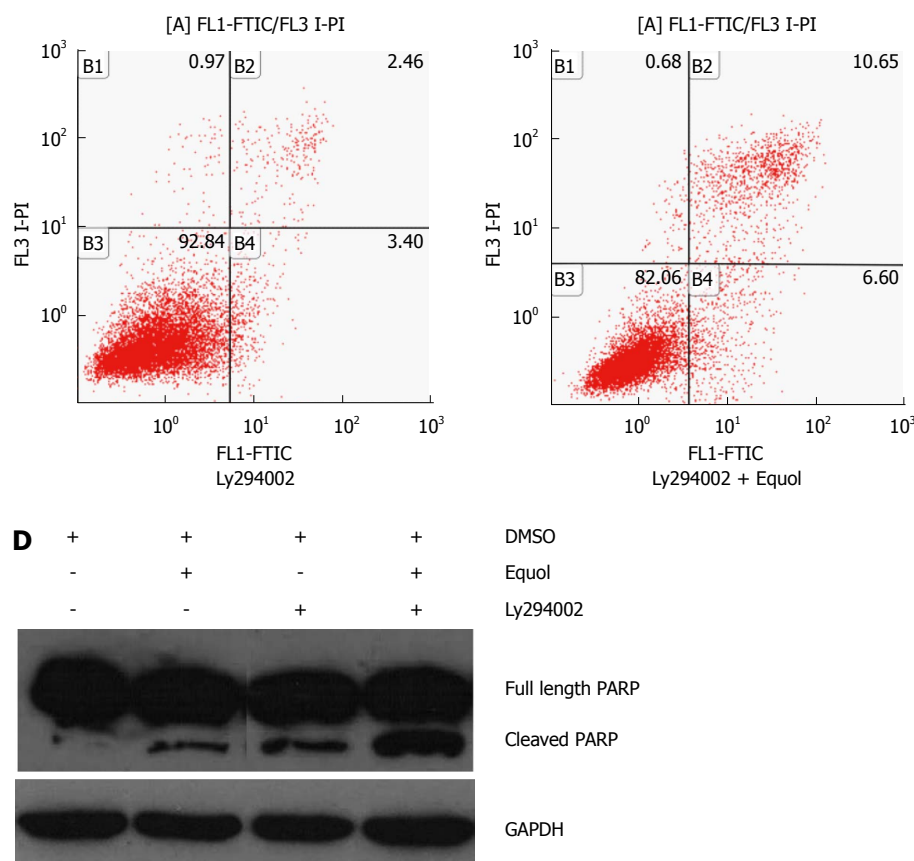 [A] FL1-FTIC/FL3 I-PI
10³
B1 0.97 B2 2.46
10²
10¹
B3 92.84 B4 3.40
10⁰
FL3 I-PI
10⁰ 10¹ 10² 10³
FL1-FTIC
Ly294002
[A] FL1-FTIC/FL3 I-PI
10³
B1 0.68 B2 10.65
10²
10¹
B3 82.06 B4 6.60
10⁰
FL3 I-PI
10⁰ 10¹ 10² 10³
FL1-FTIC
Ly294002 + Equol
D + + + + DMSO
- + - + Equol
- - + + Ly294002
Full length PARP
Cleaved PARP
GAPDH